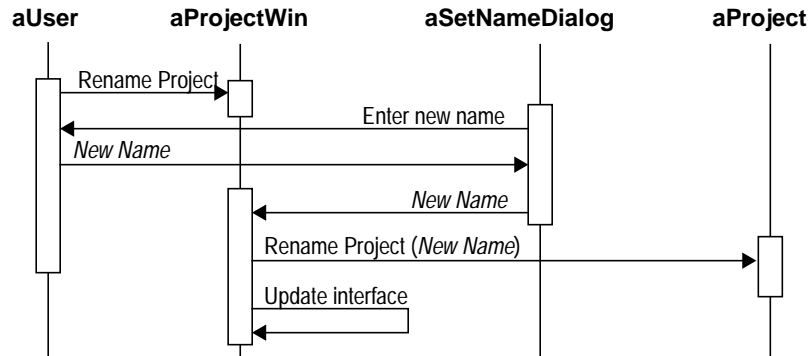 aUser aProjectWin aSetNameDialog aProject
Rename Project
Enter new name
New Name
New Name
Rename Project (New Name)
Update interface